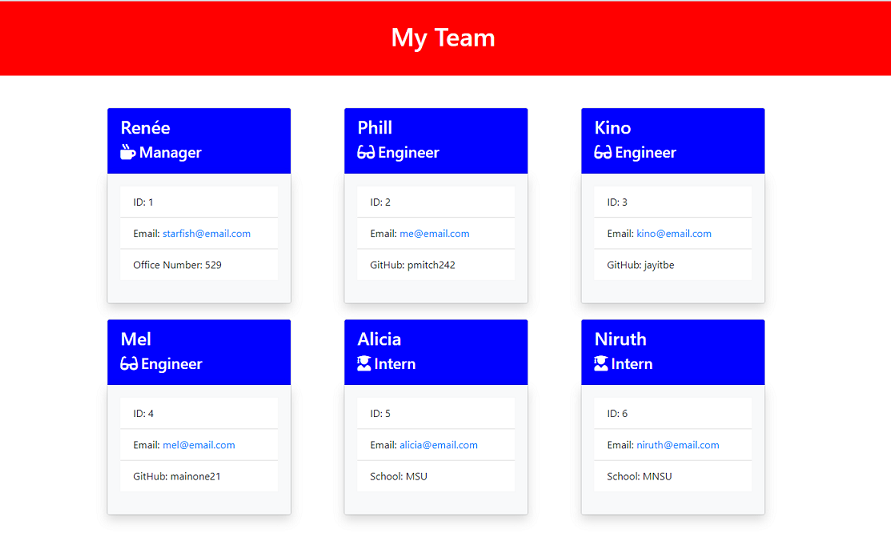 My Team
Renée
Manager
ID: 1
Email: starfish@email.com
Office Number: 529
Phill
Engineer
ID: 2
Email: me@email.com
GitHub: pmitch242
Kino
Engineer
ID: 3
Email: kino@email.com
GitHub: jayitbe
Mel
Engineer
ID: 4
Email: mel@email.com
GitHub: mainone21
Alicia
Intern
ID: 5
Email: alicia@email.com
School: MSU
Niruth
Intern
ID: 6
Email: niruth@email.com
School: MNSU